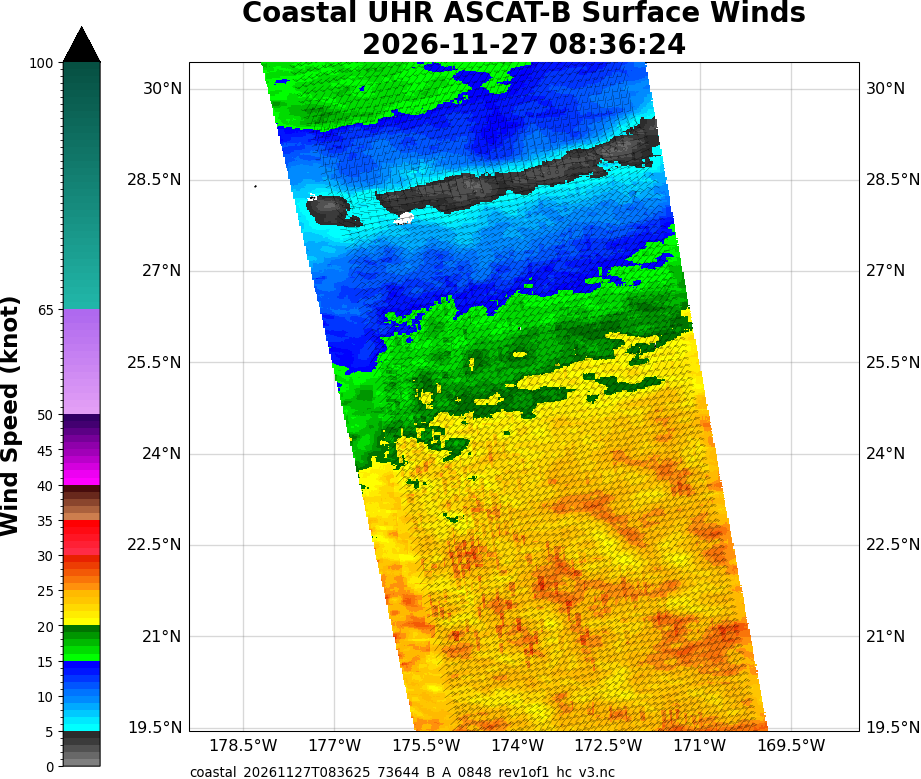 Coastal UHR ASCAT-B Surface Winds
2026-11-27 08:36:24
Wind Speed (knot)
100
65
50
45
40
35
30
25
20
15
10
5
0
30°N
28.5°N
27°N
25.5°N
24°N
22.5°N
21°N
19.5°N
30°N
28.5°N
27°N
25.5°N
24°N
22.5°N
21°N
19.5°N
178.5°W 177°W 175.5°W 174°W 172.5°W 171°W 169.5°W
coastal_20261127T083625_73644_B_A_0848_rev1of1_hc_v3.nc